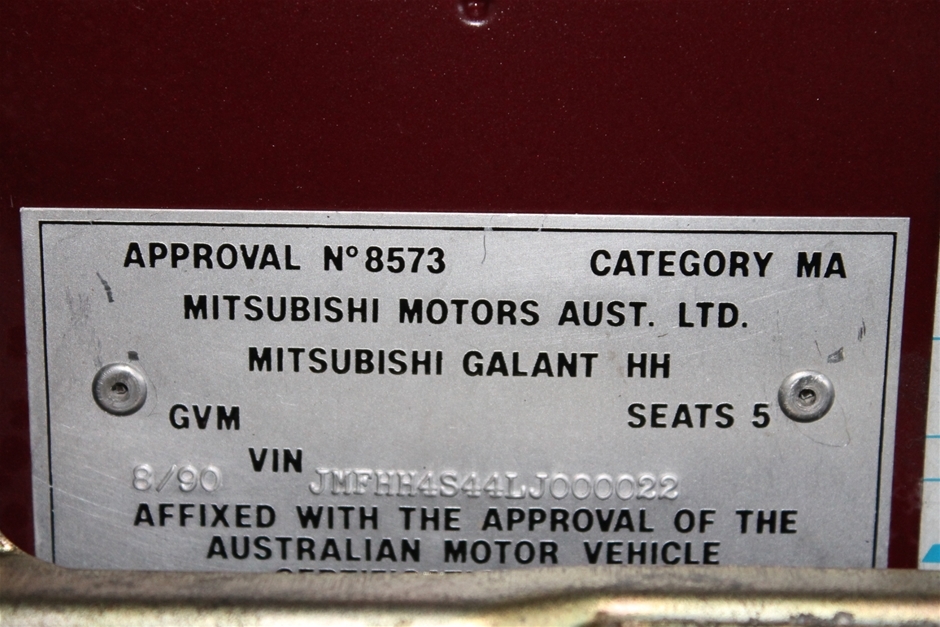 APPROVAL Nº 8573 CATEGORY MA
MITSUBISHI MOTORS AUST. LTD.
MITSUBISHI GALANT HH
GVM SEATS 5
VIN
8/90 JMFHH4S44LJ000022
AFFIXED WITH THE APPROVAL OF THE
AUSTRALIAN MOTOR VEHICLE